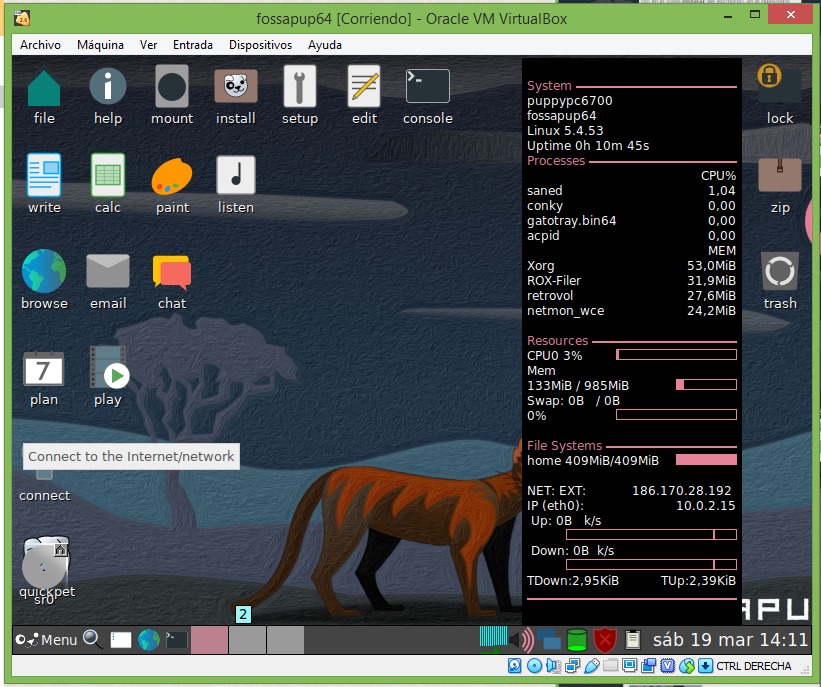 fossapup64 [Corriendo] - Oracle VM VirtualBox
Archivo Máquina Ver Entrada Dispositivos Ayuda
file help mount install setup edit console lock
write calc paint listen zip
browse email chat trash
plan 7 play
Connect to the Internet/network
connect
quickpet
sr0
System
puppypc6700
fossapup64
Linux 5.4.53
Uptime 0h 10m 45s
Processes
CPU%
saned 1,04
conky 0,00
gatotray.bin64 0,00
acpid 0,00
MEM
Xorg 53,0MiB
ROX-Filer 31,9MiB
retrovol 27,6MiB
netmon_wce 24,2MiB
Resources
CPU0 3%
Mem
133MiB / 985MiB
Swap: 0B / 0B
0%
File Systems
home 409MiB/409MiB
NET: EXT: 186.170.28.192
IP (eth0): 10.0.2.15
Up: 0B k/s
Down: 0B k/s
TDown:2,95KiB TUp:2,39KiB
APU
2
Menu sáb 19 mar 14:11
CTRL DERECHA